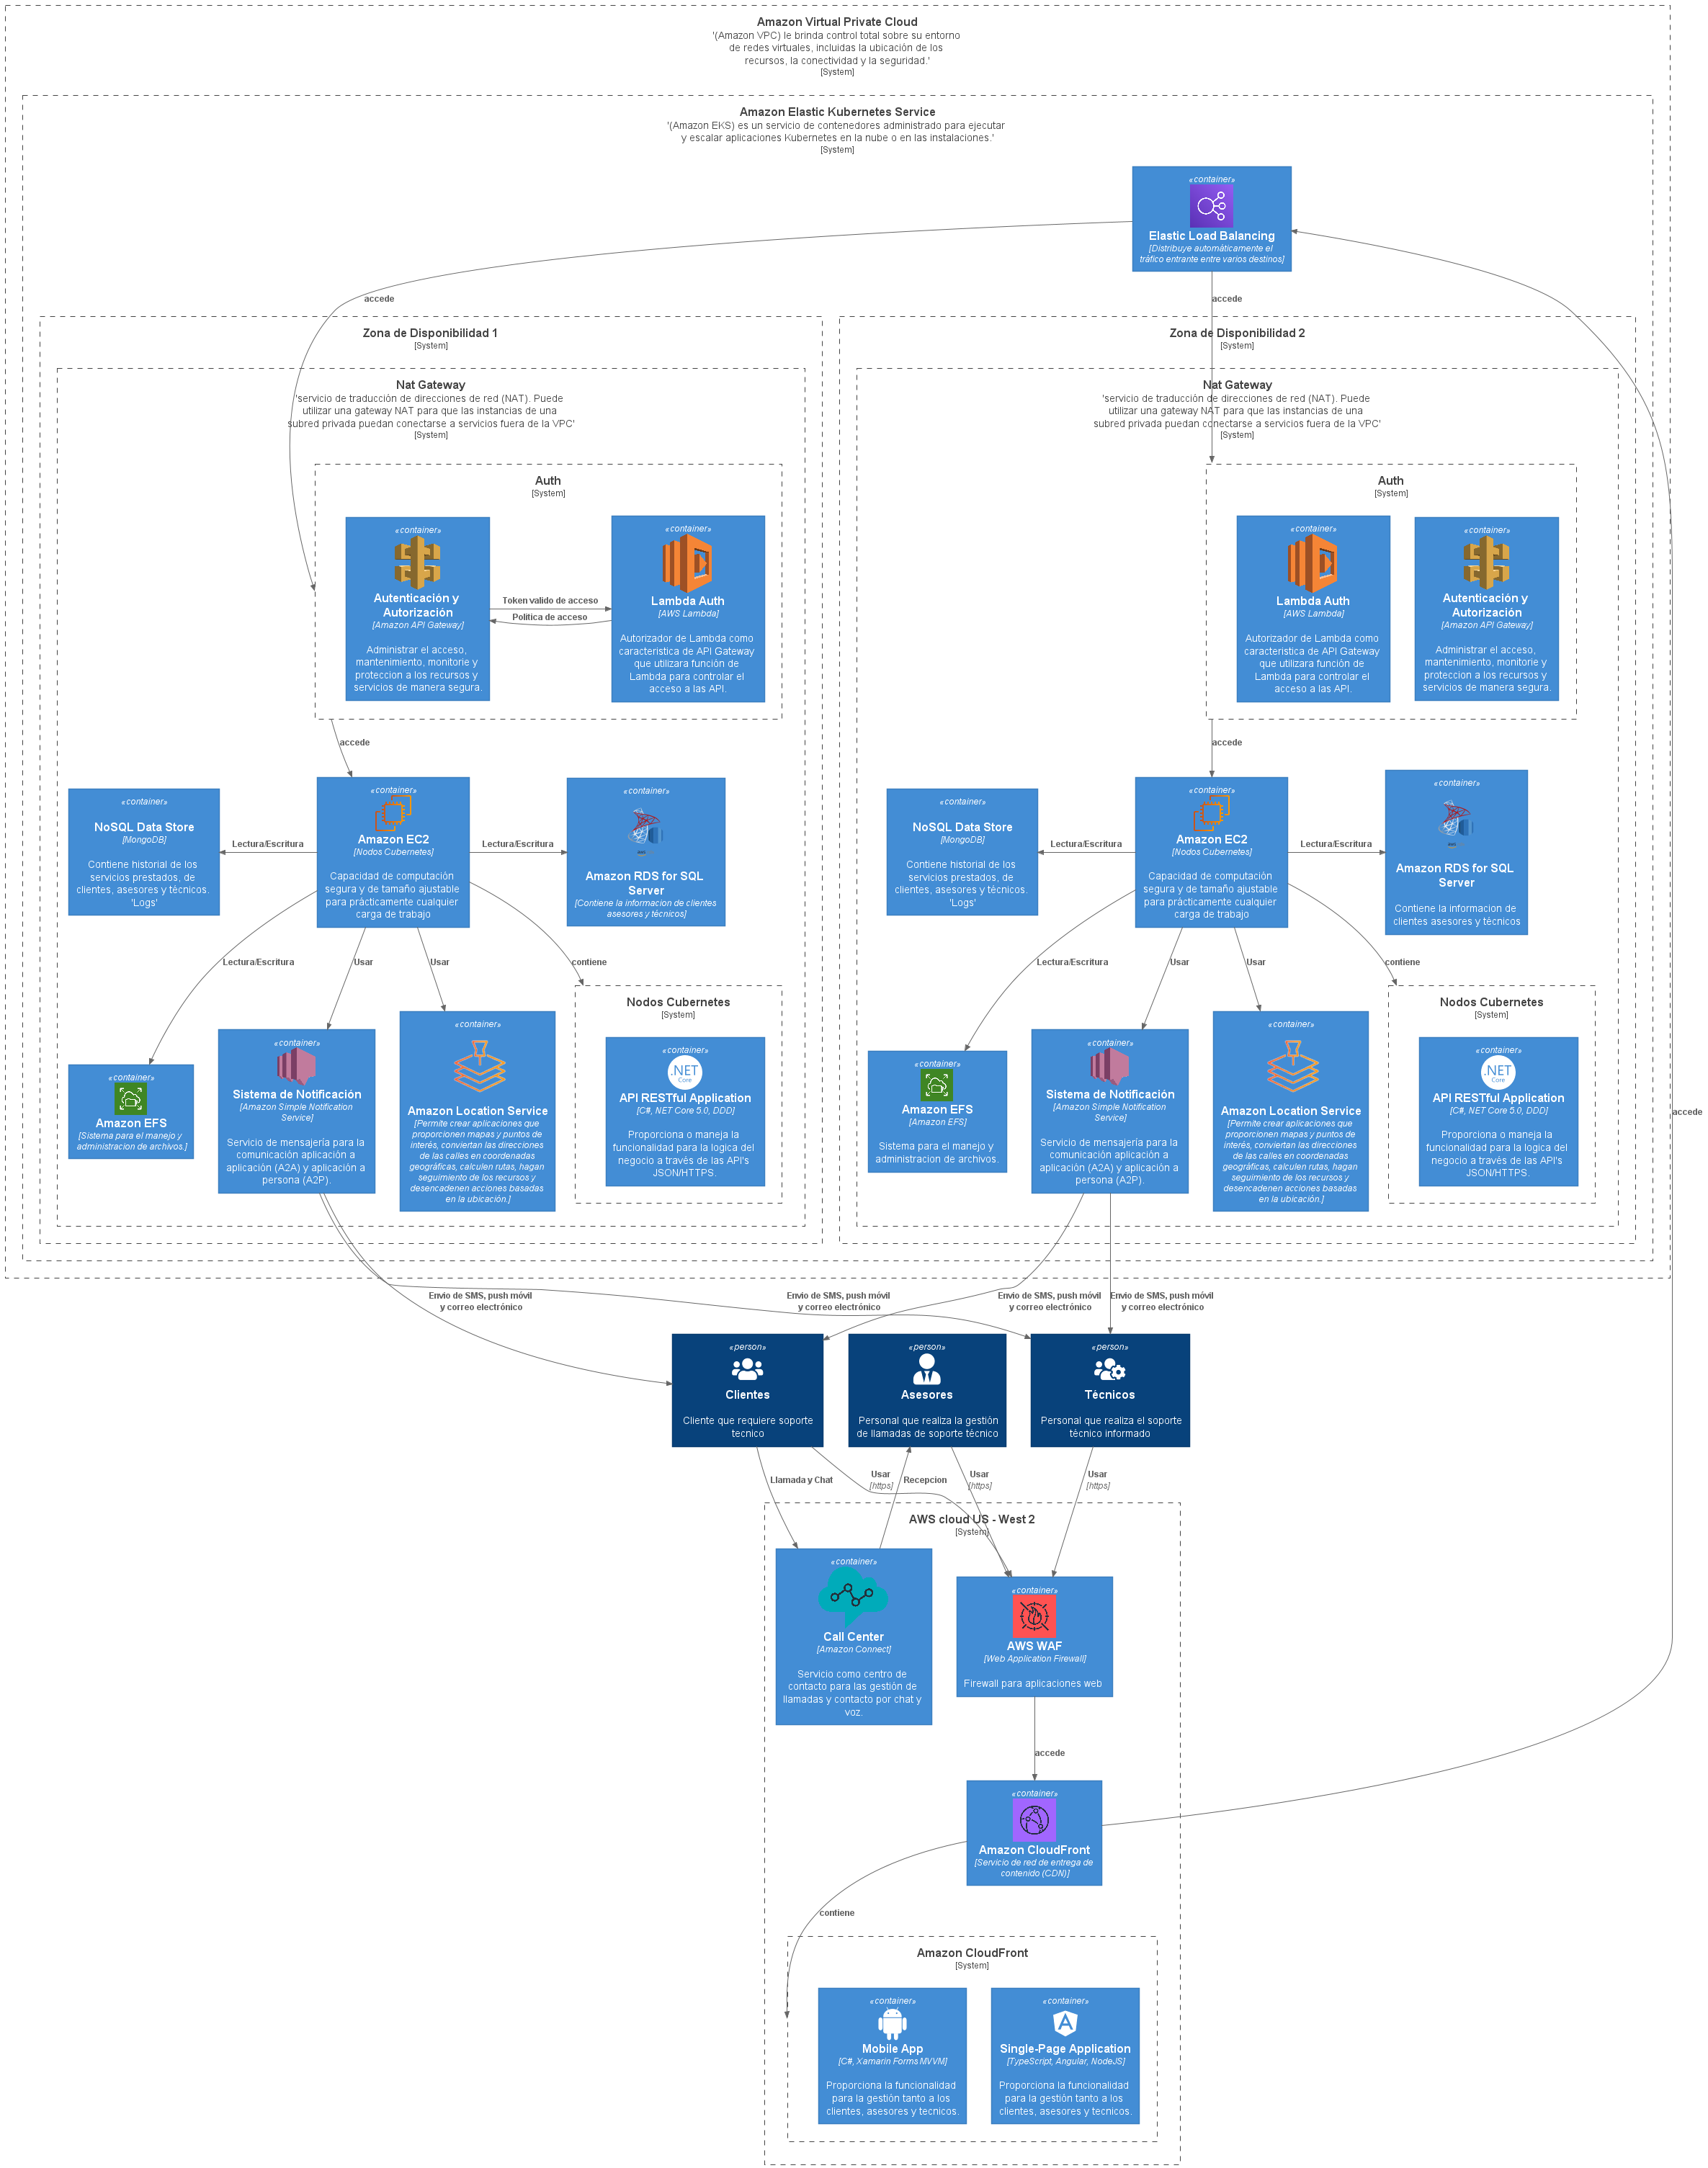 Amazon Virtual Private Cloud
'(Amazon VPC) le brinda control total sobre su entorno
de redes virtuales, incluidas la ubicación de los
recursos, la conectividad y la seguridad.'
[System]
Amazon Elastic Kubernetes Service
'(Amazon EKS) es un servicio de contenedores administrado para ejecutar
y escalar aplicaciones Kubernetes en la nube o en las instalaciones.'
[System]
«container»
Elastic Load Balancing
[Distribuye automáticamente el
tráfico entrante entre varios destinos]
accede
accede
Zona de Disponibilidad 1
[System]
Nat Gateway
'servicio de traducción de direcciones de red (NAT). Puede
utilizar una gateway NAT para que las instancias de una
subred privada puedan conectarse a servicios fuera de la VPC'
[System]
Auth
[System]
«container»
Autenticación y
Autorización
[Amazon API Gateway]
Administrar el acceso,
mantenimiento, monitorie y
proteccion a los recursos y
servicios de manera segura.
Token valido de acceso
Politica de acceso
«container»
Lambda Auth
[AWS Lambda]
Autorizador de Lambda como
caracteristica de API Gateway
que utilizara función de
Lambda para controlar el
acceso a las API.
accede
«container»
NoSQL Data Store
[MongoDB]
Contiene historial de los
servicios prestados, de
clientes, asesores y técnicos.
'Logs'
Lectura/Escritura
«container»
Amazon EC2
[Nodos Cubernetes]
Capacidad de computación
segura y de tamaño ajustable
para prácticamente cualquier
carga de trabajo
Lectura/Escritura
«container»
Amazon RDS for SQL
Server
[Contiene la informacion de clientes
asesores y técnicos]
Lectura/Escritura
Usar
Usar
contiene
«container»
Amazon EFS
[Sistema para el manejo y
administracion de archivos.]
«container»
Sistema de Notificación
[Amazon Simple Notification
Service]
Servicio de mensajería para la
comunicación aplicación a
aplicación (A2A) y aplicación a
persona (A2P).
«container»
Amazon Location Service
[Permite crear aplicaciones que
proporcionen mapas y puntos de
interés, conviertan las direcciones
de las calles en coordenadas
geográficas, calculen rutas, hagan
seguimiento de los recursos y
desencadenen acciones basadas
en la ubicación.]
Nodos Cubernetes
[System]
«container»
.NET
Core
API RESTful Application
[C#, NET Core 5.0, DDD]
Proporciona o maneja la
funcionalidad para la logica del
negocio a través de las API's
JSON/HTTPS.
Zona de Disponibilidad 2
[System]
Nat Gateway
'servicio de traducción de direcciones de red (NAT). Puede
utilizar una gateway NAT para que las instancias de una
subred privada puedan conectarse a servicios fuera de la VPC'
[System]
Auth
[System]
«container»
Lambda Auth
[AWS Lambda]
Autorizador de Lambda como
caracteristica de API Gateway
que utilizara función de
Lambda para controlar el
acceso a las API.
«container»
Autenticación y
Autorización
[Amazon API Gateway]
Administrar el acceso,
mantenimiento, monitorie y
proteccion a los recursos y
servicios de manera segura.
accede
«container»
NoSQL Data Store
[MongoDB]
Contiene historial de los
servicios prestados, de
clientes, asesores y técnicos.
'Logs'
Lectura/Escritura
«container»
Amazon EC2
[Nodos Cubernetes]
Capacidad de computación
segura y de tamaño ajustable
para prácticamente cualquier
carga de trabajo
Lectura/Escritura
«container»
Amazon RDS for SQL
Server
Contiene la informacion de
clientes asesores y técnicos
Lectura/Escritura
Usar
Usar
contiene
«container»
Amazon EFS
[Amazon EFS]
Sistema para el manejo y
administracion de archivos.
«container»
Sistema de Notificación
[Amazon Simple Notification
Service]
Servicio de mensajería para la
comunicación aplicación a
aplicación (A2A) y aplicación a
persona (A2P).
«container»
Amazon Location Service
[Permite crear aplicaciones que
proporcionen mapas y puntos de
interés, conviertan las direcciones
de las calles en coordenadas
geográficas, calculen rutas, hagan
seguimiento de los recursos y
desencadenen acciones basadas
en la ubicación.]
Nodos Cubernetes
[System]
«container»
.NET
Core
API RESTful Application
[C#, NET Core 5.0, DDD]
Proporciona o maneja la
funcionalidad para la logica del
negocio a través de las API's
JSON/HTTPS.
accede
Envio de SMS, push móvil
y correo electrónico
Envio de SMS, push móvil
y correo electrónico
Envio de SMS, push móvil
y correo electrónico
Envio de SMS, push móvil
y correo electrónico
«person»
Clientes
Cliente que requiere soporte
tecnico
«person»
Asesores
Personal que realiza la gestión
de llamadas de soporte técnico
«person»
Técnicos
Personal que realiza el soporte
técnico informado
Llamada y Chat
Usar
[https]
Recepcion
Usar
[https]
Usar
[https]
AWS cloud US - West 2
[System]
«container»
Call Center
[Amazon Connect]
Servicio como centro de
contacto para las gestión de
llamadas y contacto por chat y
voz.
«container»
AWS WAF
[Web Application Firewall]
Firewall para aplicaciones web
accede
«container»
Amazon CloudFront
[Servicio de red de entrega de
contenido (CDN)]
contiene
Amazon CloudFront
[System]
«container»
Mobile App
[C#, Xamarin Forms MVVM]
Proporciona la funcionalidad
para la gestión tanto a los
clientes, asesores y tecnicos.
«container»
Single-Page Application
[TypeScript, Angular, NodeJS]
Proporciona la funcionalidad
para la gestión tanto a los
clientes, asesores y tecnicos.